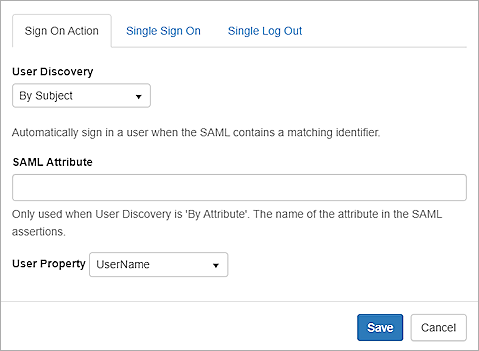 Sign On Action Single Sign On Single Log Out
User Discovery
By Subject
Automatically sign in a user when the SAML contains a matching identifier.
SAML Attribute
Only used when User Discovery is 'By Attribute'. The name of the attribute in the SAML
assertions.
User Property UserName
Save Cancel